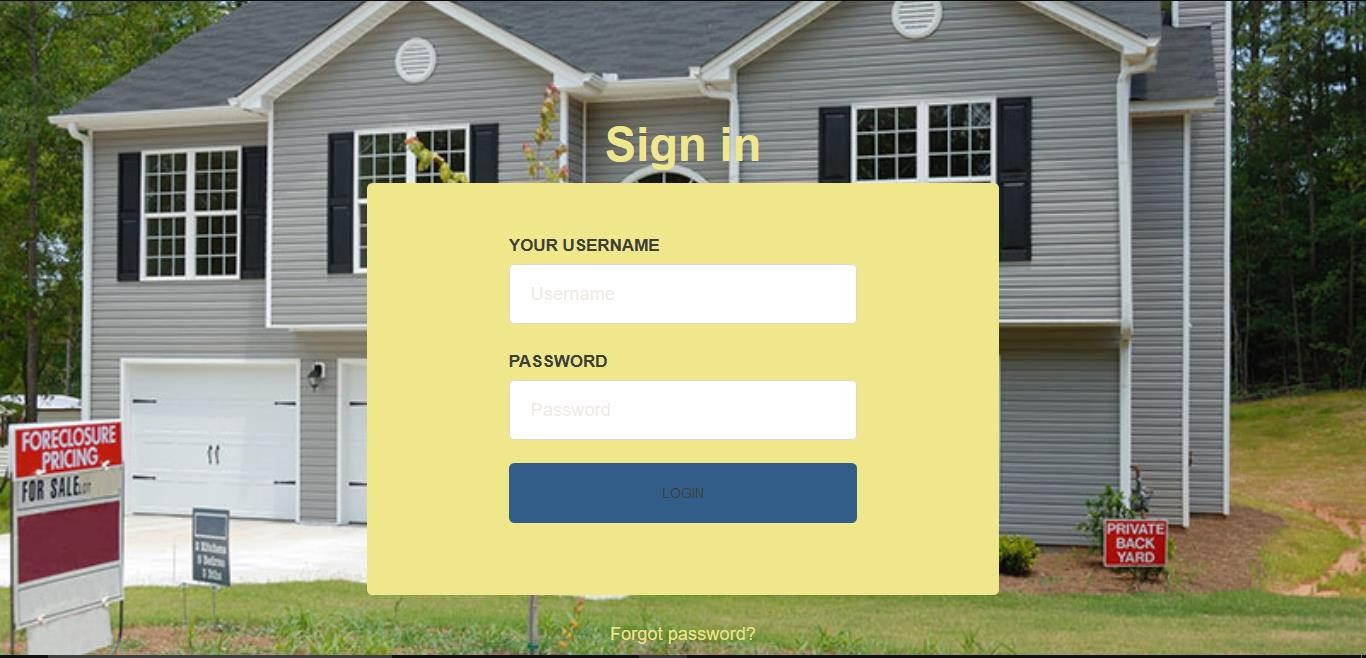 Sign in
YOUR USERNAME
Username
PASSWORD
Password
LOGIN
Forgot password?
FORECLOSURE
PRICING
FOR SALE
PRIVATE
BACK
YARD